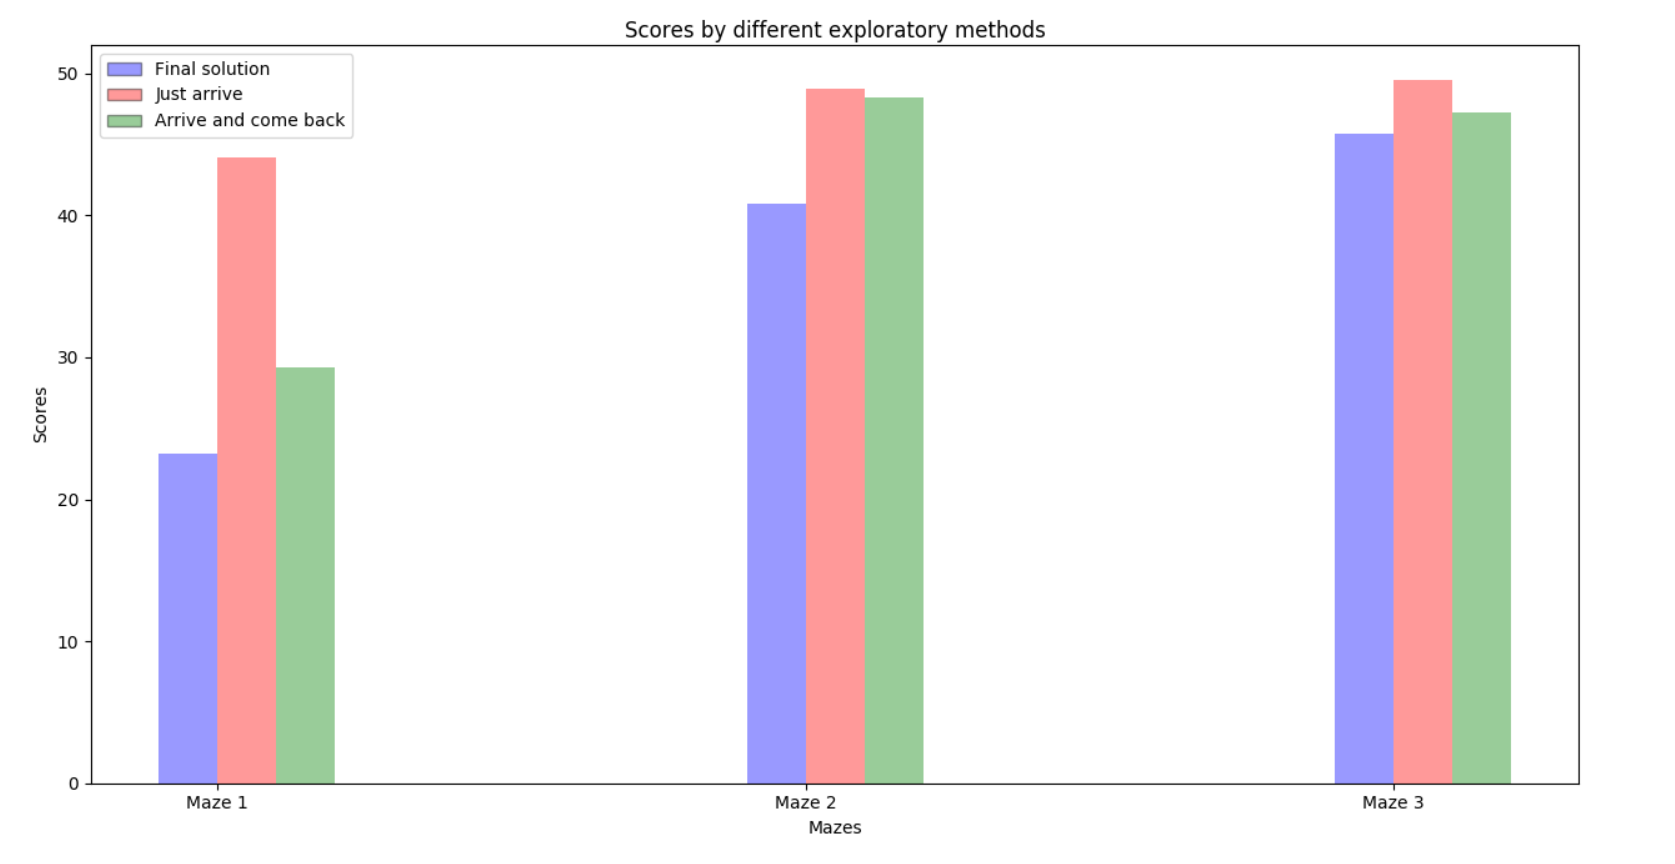 Scores by different exploratory methods
Final solution
Just arrive
Arrive and come back
50
40
30
20
10
0
Scores
Maze 1
Maze 2
Maze 3
Mazes